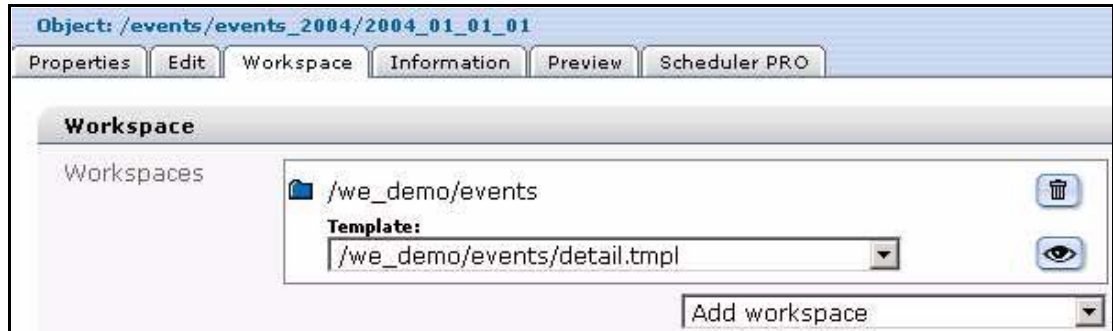 Object: /events/events_2004/2004_01_01_01
Properties Edit Workspace Information Preview Scheduler PRO
Workspace
Workspaces
/we_demo/events
Template:
/we_demo/events/detail.tmpl
Add workspace